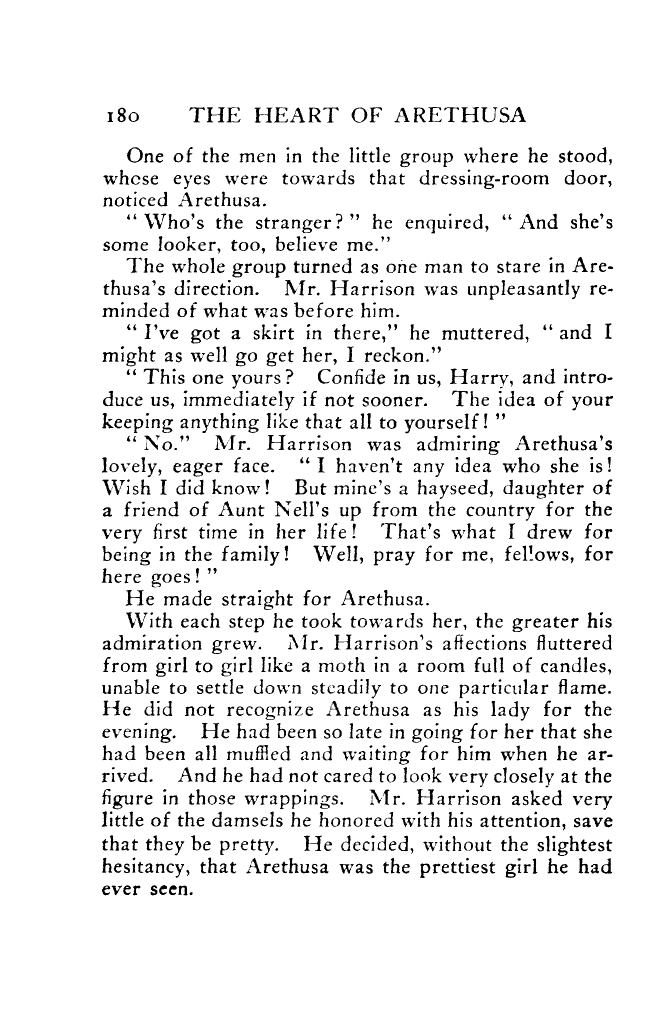 180 THE HEART OF ARETHUSA
One of the men in the little group where he stood,
whose eyes were towards that dressing-room door,
noticed Arethusa.
“ Who’s the stranger? ” he enquired, “ And she’s
some looker, too, believe me.”
The whole group turned as one man to stare in Are-
thusa’s direction. Mr. Harrison was unpleasantly re-
minded of what was before him.
“ I’ve got a skirt in there,” he muttered, “ and I
might as well go get her, I reckon.”
“ This one yours? Confide in us, Harry, and intro-
duce us, immediately if not sooner. The idea of your
keeping anything like that all to yourself! ”
“ No.” Mr. Harrison was admiring Arethusa’s
lovely, eager face. “ I haven’t any idea who she is!
Wish I did know! But mine’s a hayseed, daughter of
a friend of Aunt Nell’s up from the country for the
very first time in her life! That’s what I drew for
being in the family! Well, pray for me, fellows, for
here goes! ”
He made straight for Arethusa.
With each step he took towards her, the greater his
admiration grew. Mr. Harrison’s affections fluttered
from girl to girl like a moth in a room full of candles,
unable to settle down steadily to one particular flame.
He did not recognize Arethusa as his lady for the
evening. He had been so late in going for her that she
had been all muffled and waiting for him when he ar-
rived. And he had not cared to look very closely at the
figure in those wrappings. Mr. Harrison asked very
little of the damsels he honored with his attention, save
that they be pretty. He decided, without the slightest
hesitancy, that Arethusa was the prettiest girl he had
ever seen.